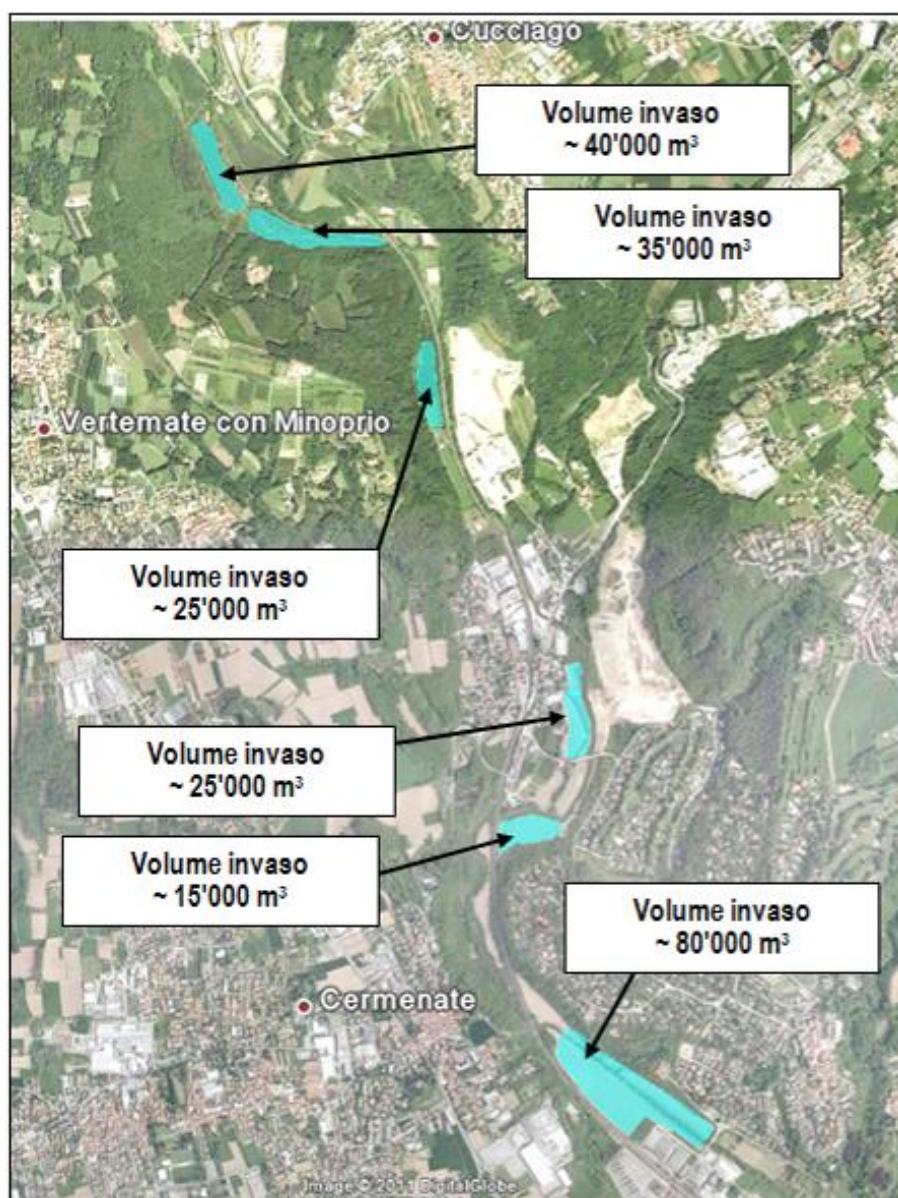 Cucciago
Volume invaso
~ 40'000 m³
Volume invaso
~ 35'000 m³
Vertemate con Minoprio
Volume invaso
~ 25'000 m³
Volume invaso
~ 25'000 m³
Volume invaso
~ 15'000 m³
Volume invaso
~ 80'000 m³
Cermenate
Image © 2011 DigitalGlobe